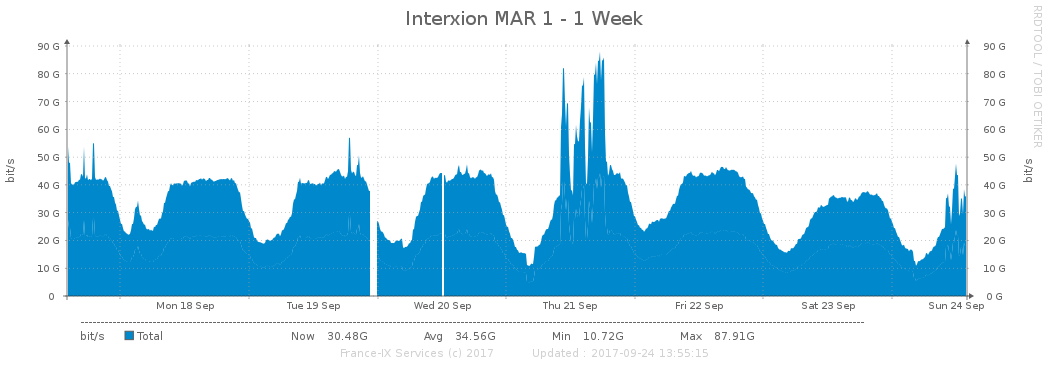 Interxion MAR 1 - 1 Week
RRDTOOL / TOBI OETIKER
bit/s
90 G 90 G
80 G 80 G
70 G 70 G
60 G 60 G
50 G 50 G
40 G 40 G
30 G 30 G
20 G 20 G
10 G 10 G
0 0 G
bit/s
Mon 18 Sep Tue 19 Sep Wed 20 Sep Thu 21 Sep Fri 22 Sep Sat 23 Sep Sun 24 Sep
bit/s Total Now 30.48G Avg 34.56G Min 10.72G Max 87.91G
France-IX Services (c) 2017 Updated : 2017-09-24 13:55:15